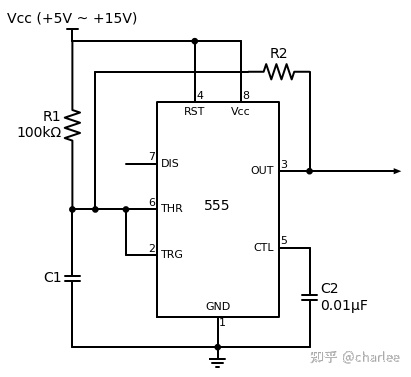 Vcc (+5V ~ +15V)
R2
4
8
RST
Vcc
R1
100kΩ
7
DIS
OUT
3
6
THR
555
2
TRG
CTL
5
C1
GND
1
C2
0.01μF
知乎 @charlee